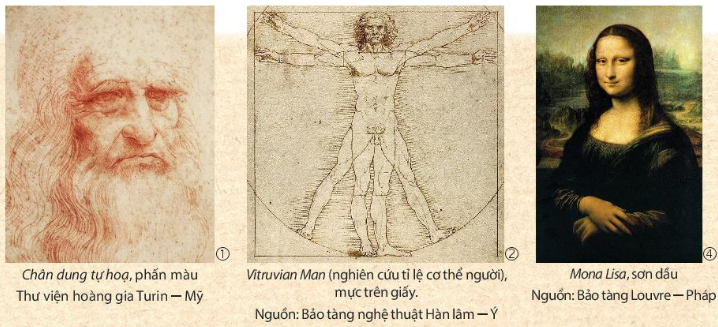 ①
Chân dung tự hoạ, phấn màu
Thư viện hoàng gia Turin – Mỹ
②
Vitruvian Man (nghiên cứu tỉ lệ cơ thể người),
mực trên giấy.
Nguồn: Bảo tàng nghệ thuật Hàn lâm – Ý
④
Mona Lisa, sơn dầu
Nguồn: Bảo tàng Louvre – Pháp